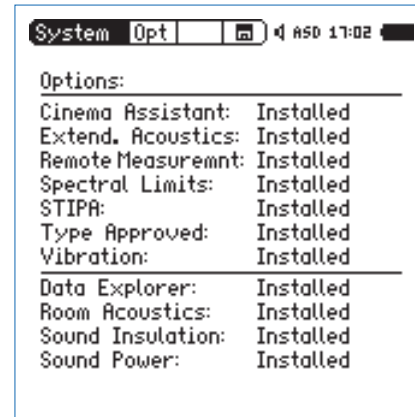 System Opt ASD 17:02
Options:
Cinema Assistant: Installed
Extend. Acoustics: Installed
Remote Measuremnt: Installed
Spectral Limits: Installed
STIPA: Installed
Type Approved: Installed
Vibration: Installed
Data Explorer: Installed
Room Acoustics: Installed
Sound Insulation: Installed
Sound Power: Installed